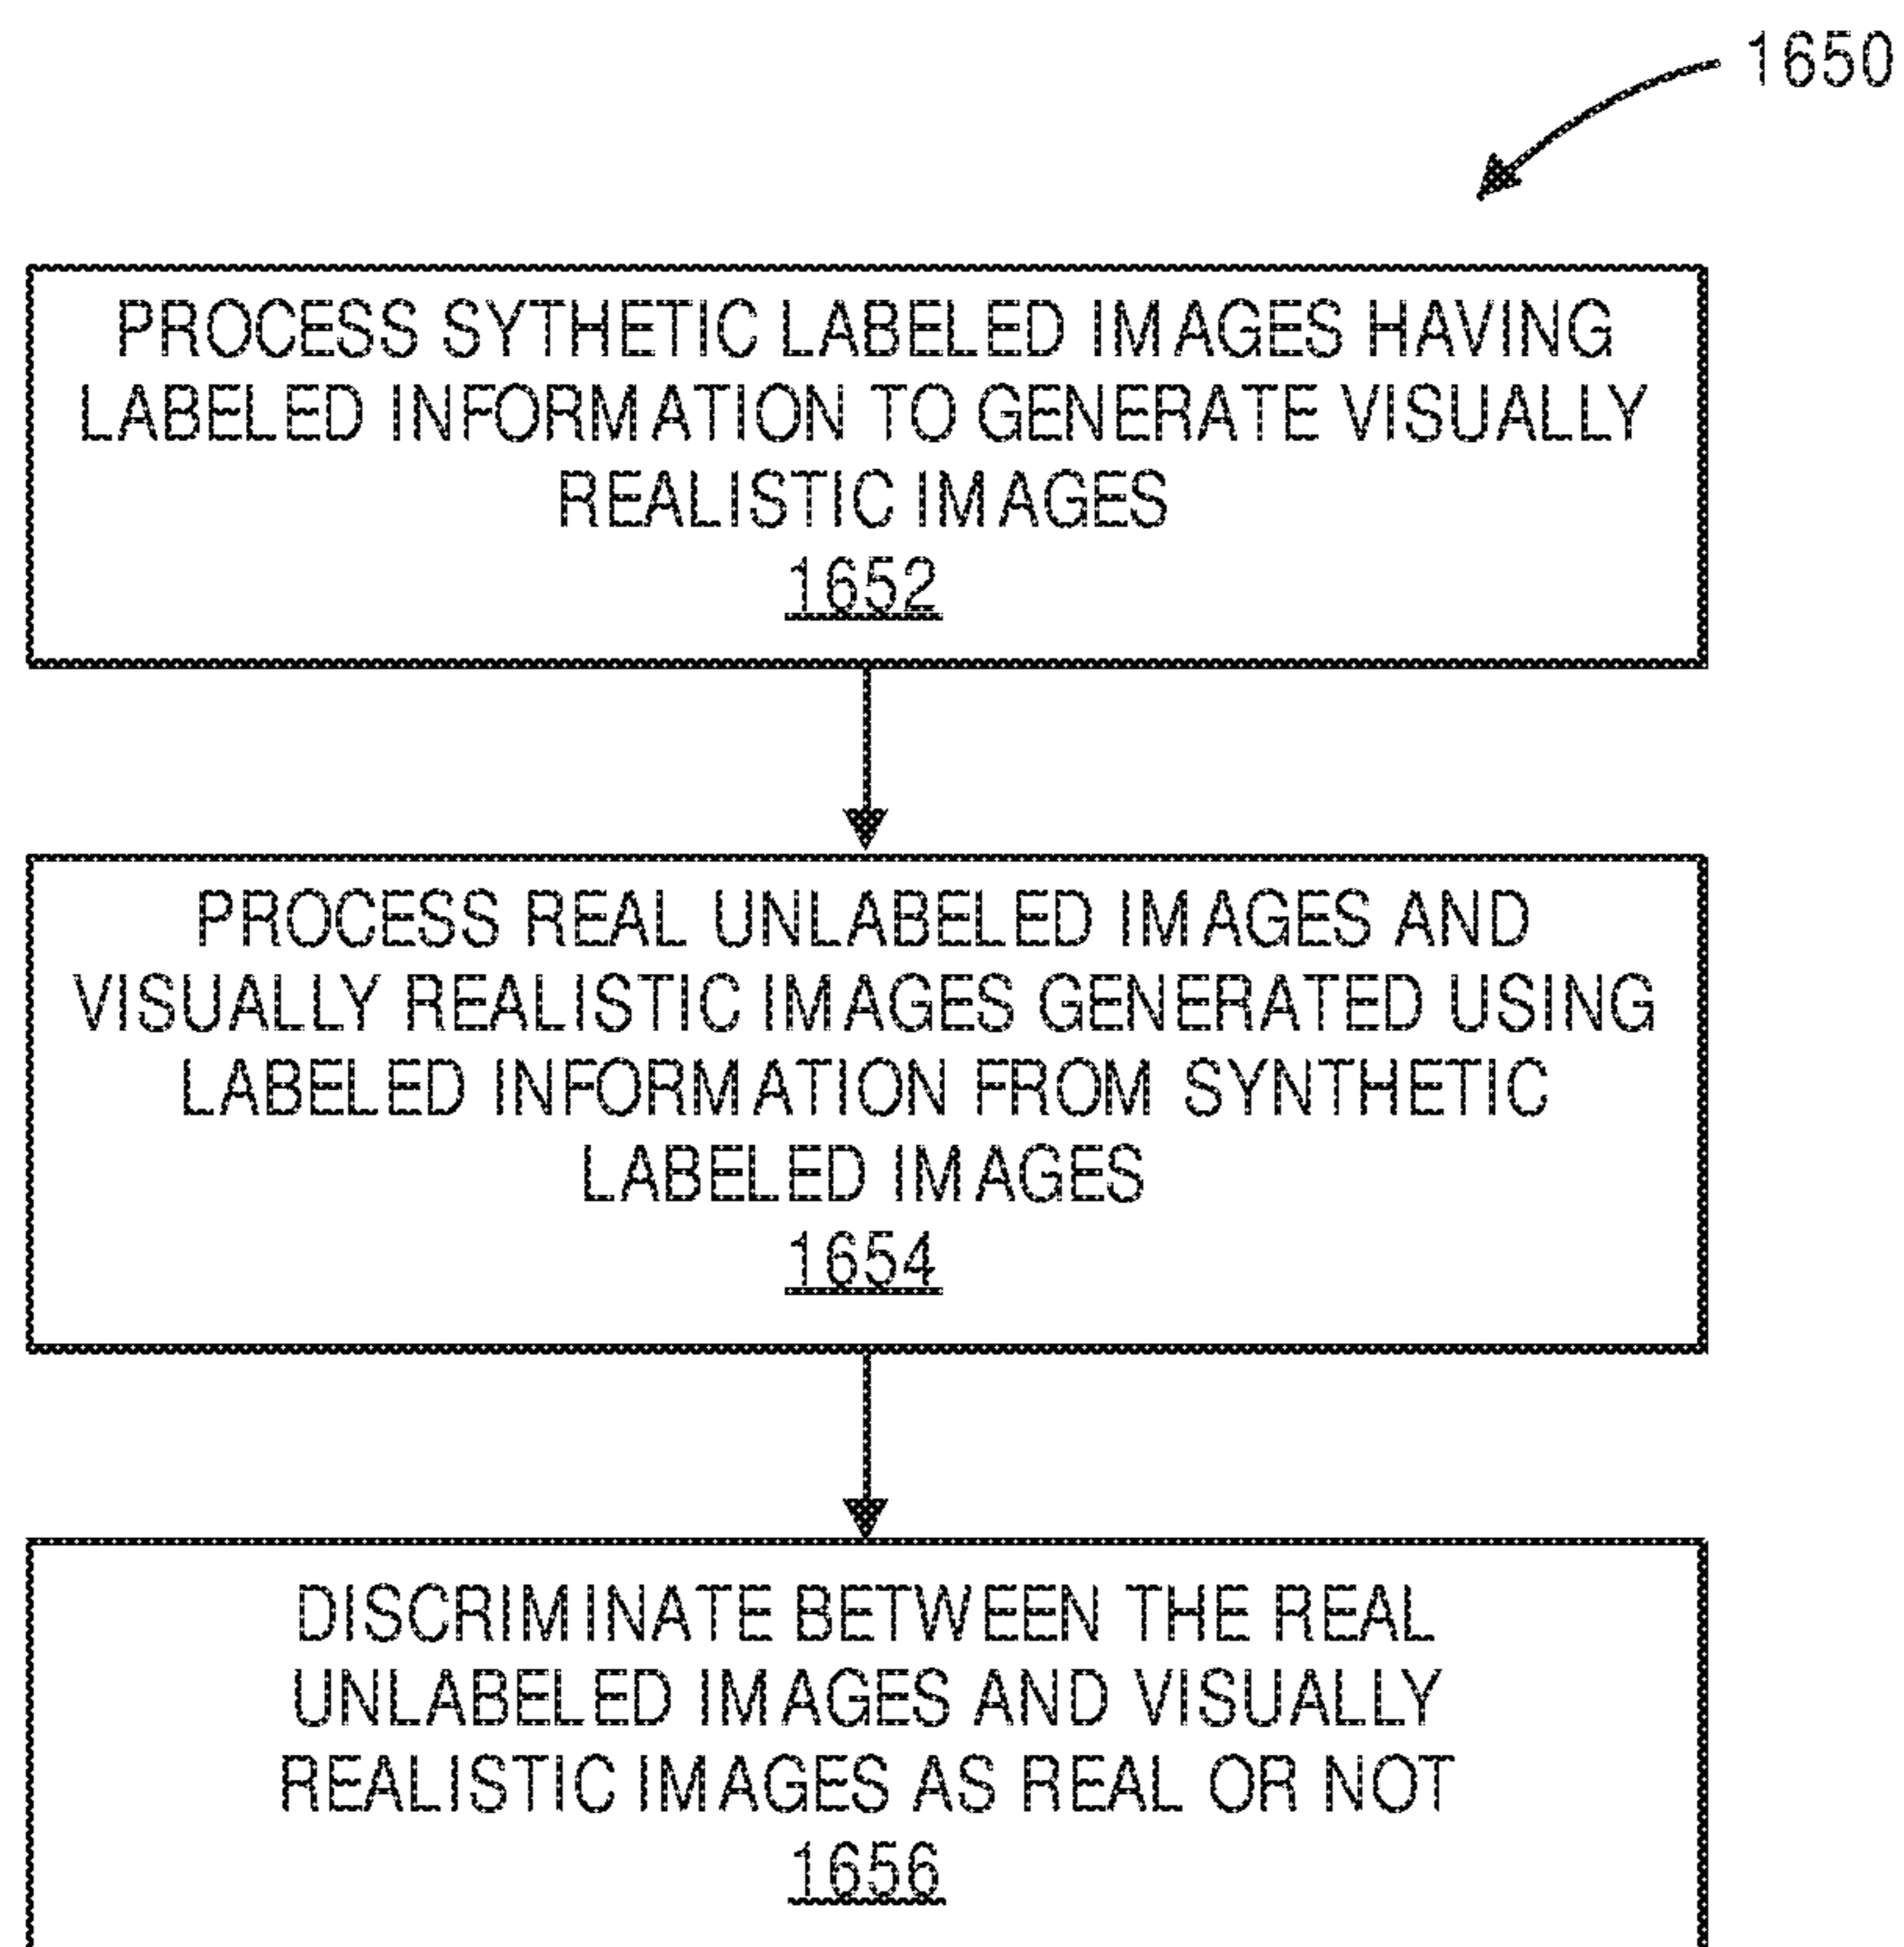 1650
PROCESS SYTHETIC LABELED IMAGES HAVING
LABELED INFORMATION TO GENERATE VISUALLY
REALISTIC IMAGES
1652
PROCESS REAL UNLABELED IMAGES AND
VISUALLY REALISTIC IMAGES GENERATED USING
LABELED INFORMATION FROM SYNTHETIC
LABELED IMAGES
1654
DISCRIMINATE BETWEEN THE REAL
UNLABELED IMAGES AND VISUALLY
REALISTIC IMAGES AS REAL OR NOT
1656